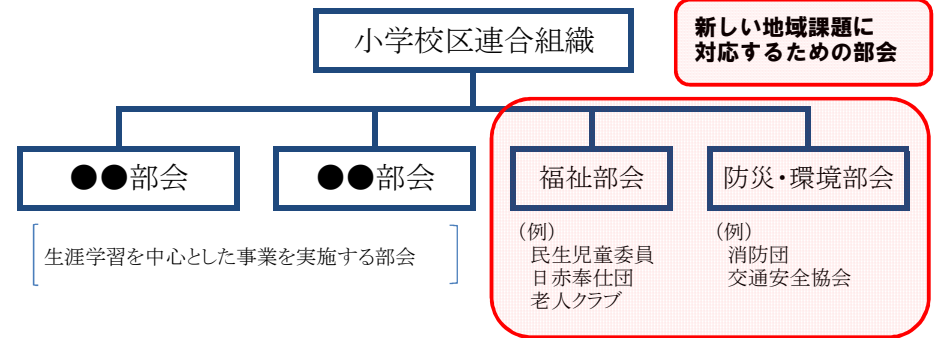 小学校区連合組織
新しい地域課題に
対応するための部会
●●部会
●●部会
福祉部会
防災・環境部会
生涯学習を中心とした事業を実施する部会
(例)
民生児童委員
日赤奉仕団
老人クラブ
(例)
消防団
交通安全協会